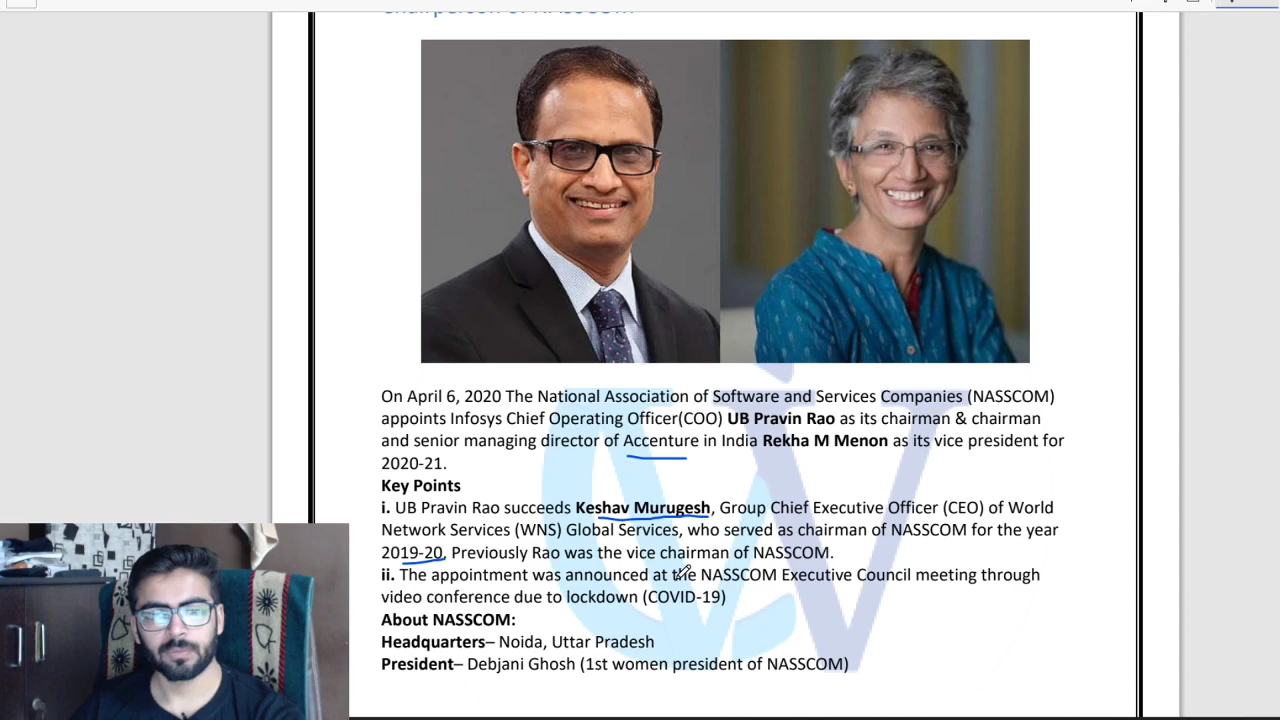 Chairperson of NASSCOM
On April 6, 2020 The National Association of Software and Services Companies (NASSCOM)
appoints Infosys Chief Operating Officer(COO) UB Pravin Rao as its chairman & chairman
and senior managing director of Accenture in India Rekha M Menon as its vice president for
2020-21.
Key Points
i. UB Pravin Rao succeeds Keshav Murugesh, Group Chief Executive Officer (CEO) of World
Network Services (WNS) Global Services, who served as chairman of NASSCOM for the year
2019-20. Previously Rao was the vice chairman of NASSCOM.
ii. The appointment was announced at the NASSCOM Executive Council meeting through
video conference due to lockdown (COVID-19)
About NASSCOM:
Headquarters– Noida, Uttar Pradesh
President– Debjani Ghosh (1st women president of NASSCOM)